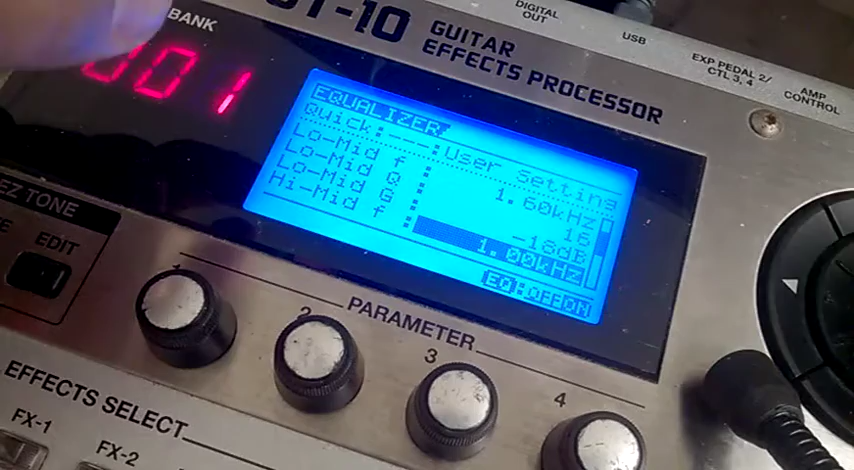 BANK
001
GT-10
GUITAR
EFFECTS PROCESSOR
DIGITAL
OUT
USB
EXP PEDAL 2/
CTL 3, 4
AMP
CONTROL
EQUALIZER
Quick:---:User Setting
Lo-Mid f : 1.60kHz
Lo-Mid Q : 16
Lo-Mid G : -18dB
Hi-Mid f : 1.00kHz
EQ:OFFON
EZ TONE
EDIT
1
2
PARAMETER
3
4
EFFECTS SELECT
FX-1
FX-2